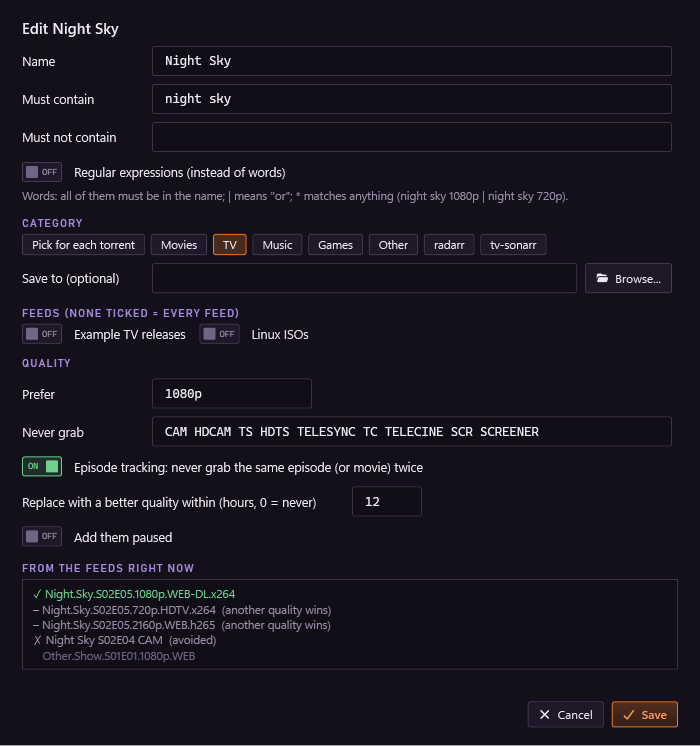 Edit Night Sky
Name
Night Sky
Must contain
night sky
Must not contain
OFF Regular expressions (instead of words)
Words: all of them must be in the name; | means "or"; * matches anything (night sky 1080p | night sky 720p).
CATEGORY
Pick for each torrent Movies TV Music Games Other radarr tv-sonarr
Save to (optional) Browse...
FEEDS (NONE TICKED = EVERY FEED)
OFF Example TV releases OFF Linux ISOs
QUALITY
Prefer 1080p
Never grab CAM HDCAM TS HDTS TELESYNC TC TELECINE SCR SCREENER
ON Episode tracking: never grab the same episode (or movie) twice
Replace with a better quality within (hours, 0 = never) 12
OFF Add them paused
FROM THE FEEDS RIGHT NOW
✓ Night.Sky.S02E05.1080p.WEB-DL.x264
– Night.Sky.S02E05.720p.HDTV.x264 (another quality wins)
– Night.Sky.S02E05.2160p.WEB.h265 (another quality wins)
✗ Night Sky S02E04 CAM (avoided)
Other.Show.S01E01.1080p.WEB
✕ Cancel ✓ Save